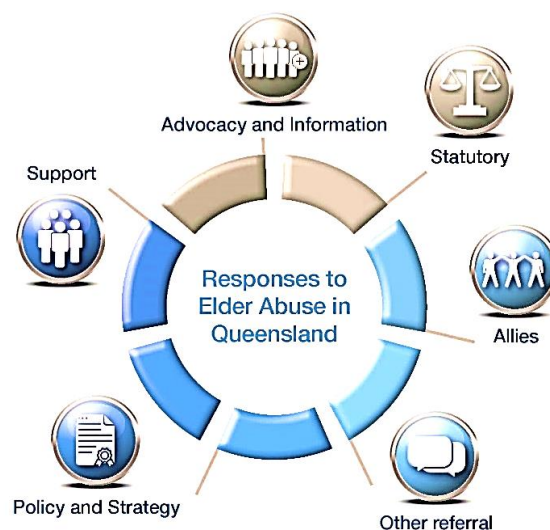 Advocacy and Information
Statutory
Support
Responses to
Elder Abuse in
Queensland
Allies
Policy and Strategy
Other referral